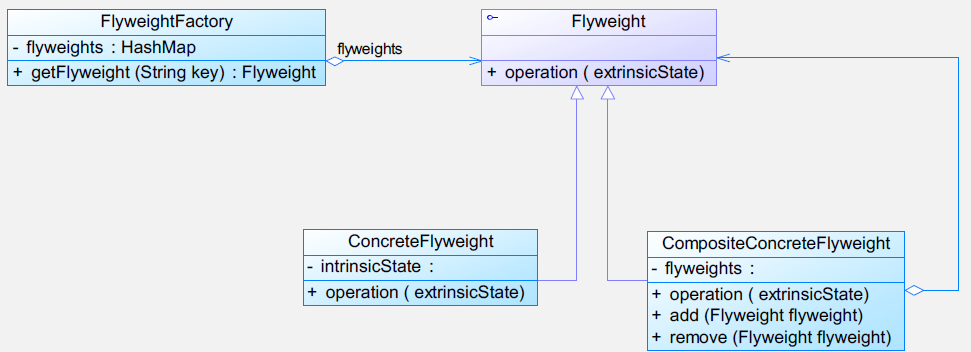 FlyweightFactory
- flyweights : HashMap
+ getFlyweight (String key) : Flyweight
flyweights
Flyweight
+ operation ( extrinsicState)
ConcreteFlyweight
- intrinsicState :
+ operation ( extrinsicState)
CompositeConcreteFlyweight
- flyweights :
+ operation ( extrinsicState)
+ add (Flyweight flyweight)
+ remove (Flyweight flyweight)